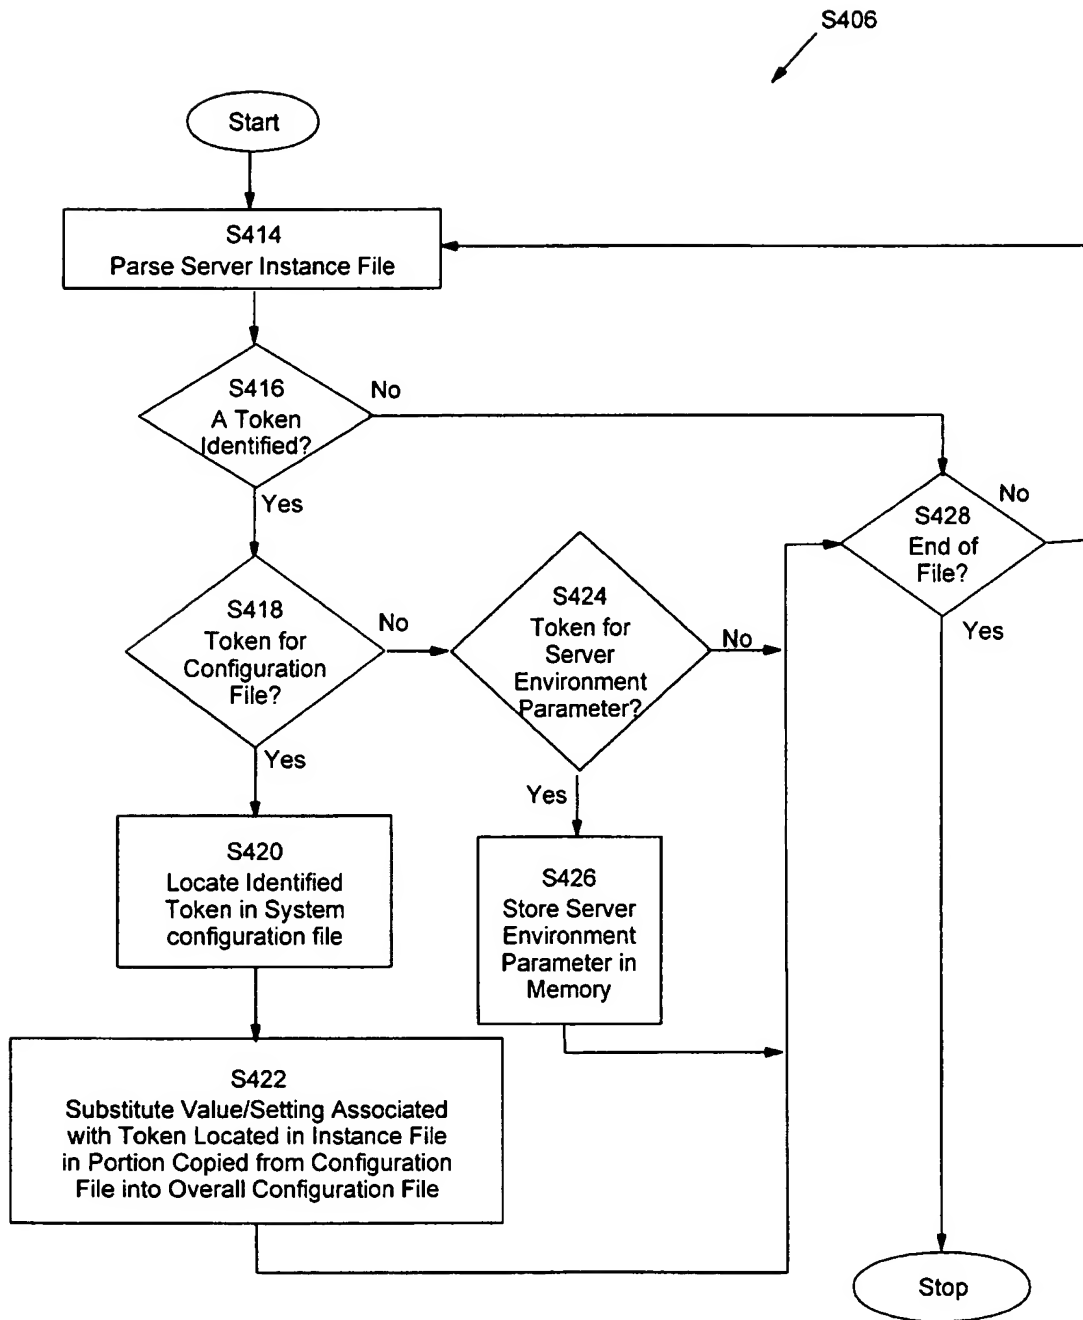 S406
Start
S414
Parse Server Instance File
S416
A Token
Identified?
No
Yes
S418
Token for
Configuration
File?
No
Yes
S424
Token for
Server
Environment
Parameter?
No
Yes
S428
End of
File?
No
Yes
S420
Locate Identified
Token in System
configuration file
S426
Store Server
Environment
Parameter in
Memory
S422
Substitute Value/Setting Associated
with Token Located in Instance File
in Portion Copied from Configuration
File into Overall Configuration File
Stop